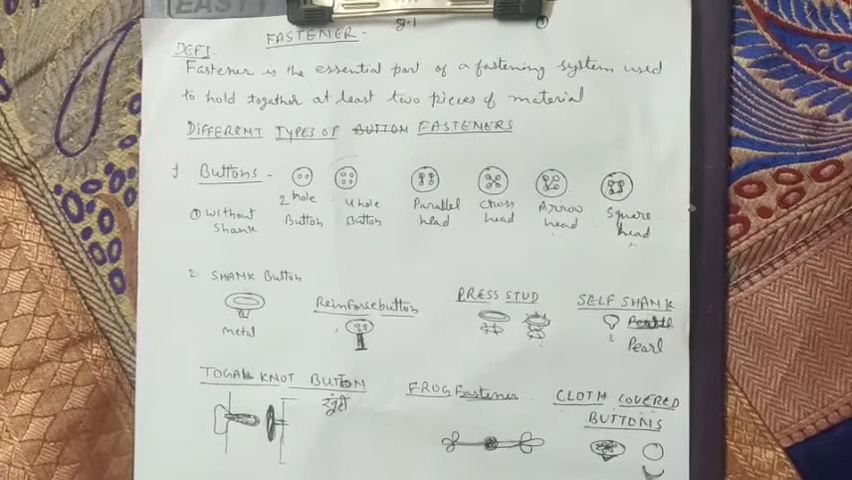 EASY
FASTENER -
DEFI.
Fastener is the essential part of a fastening system used
to hold together at least two pieces of material
DIFFERENT TYPES OF BUTTON FASTENERS
1 Buttons -
① without Shank
2 hole Button
4 hole Button
Parallel head
Cross head
Arrow head
Square head
2. SHANK Button
metal
Reinforsebutton
PRESS STUD
SELF SHANK
Pearl
TOGAL KNOT BUTTON
खूंटी
FROG Fastener
CLOTH COVERED
BUTTONS